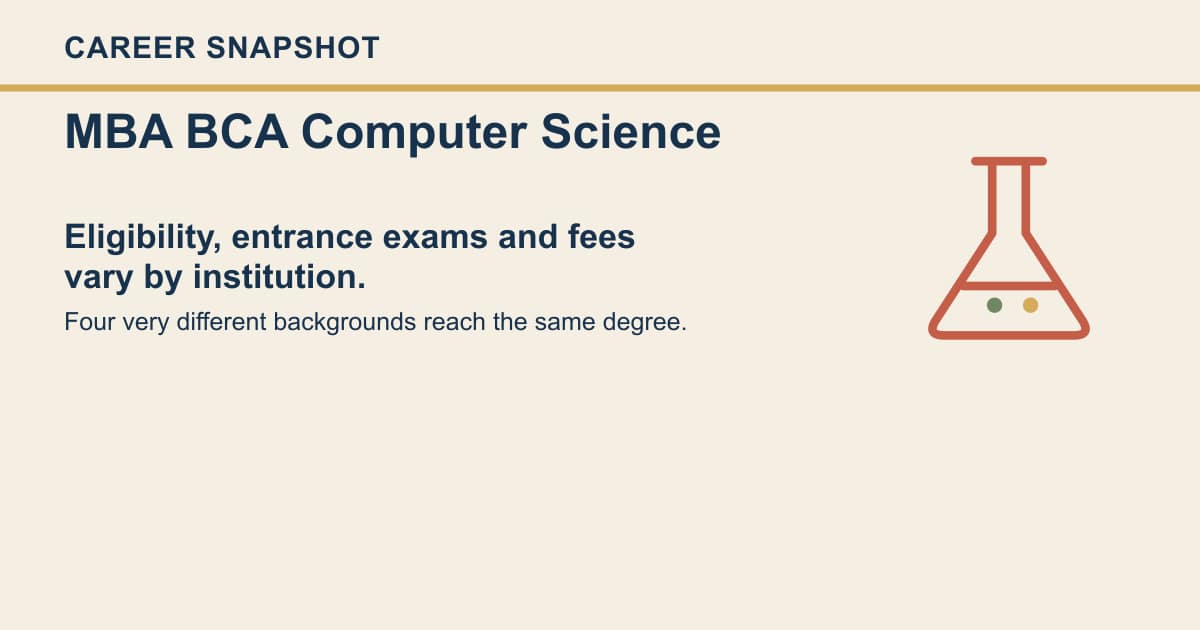 CAREER SNAPSHOT
MBA BCA Computer Science
Eligibility, entrance exams and fees
vary by institution.
Four very different backgrounds reach the same degree.